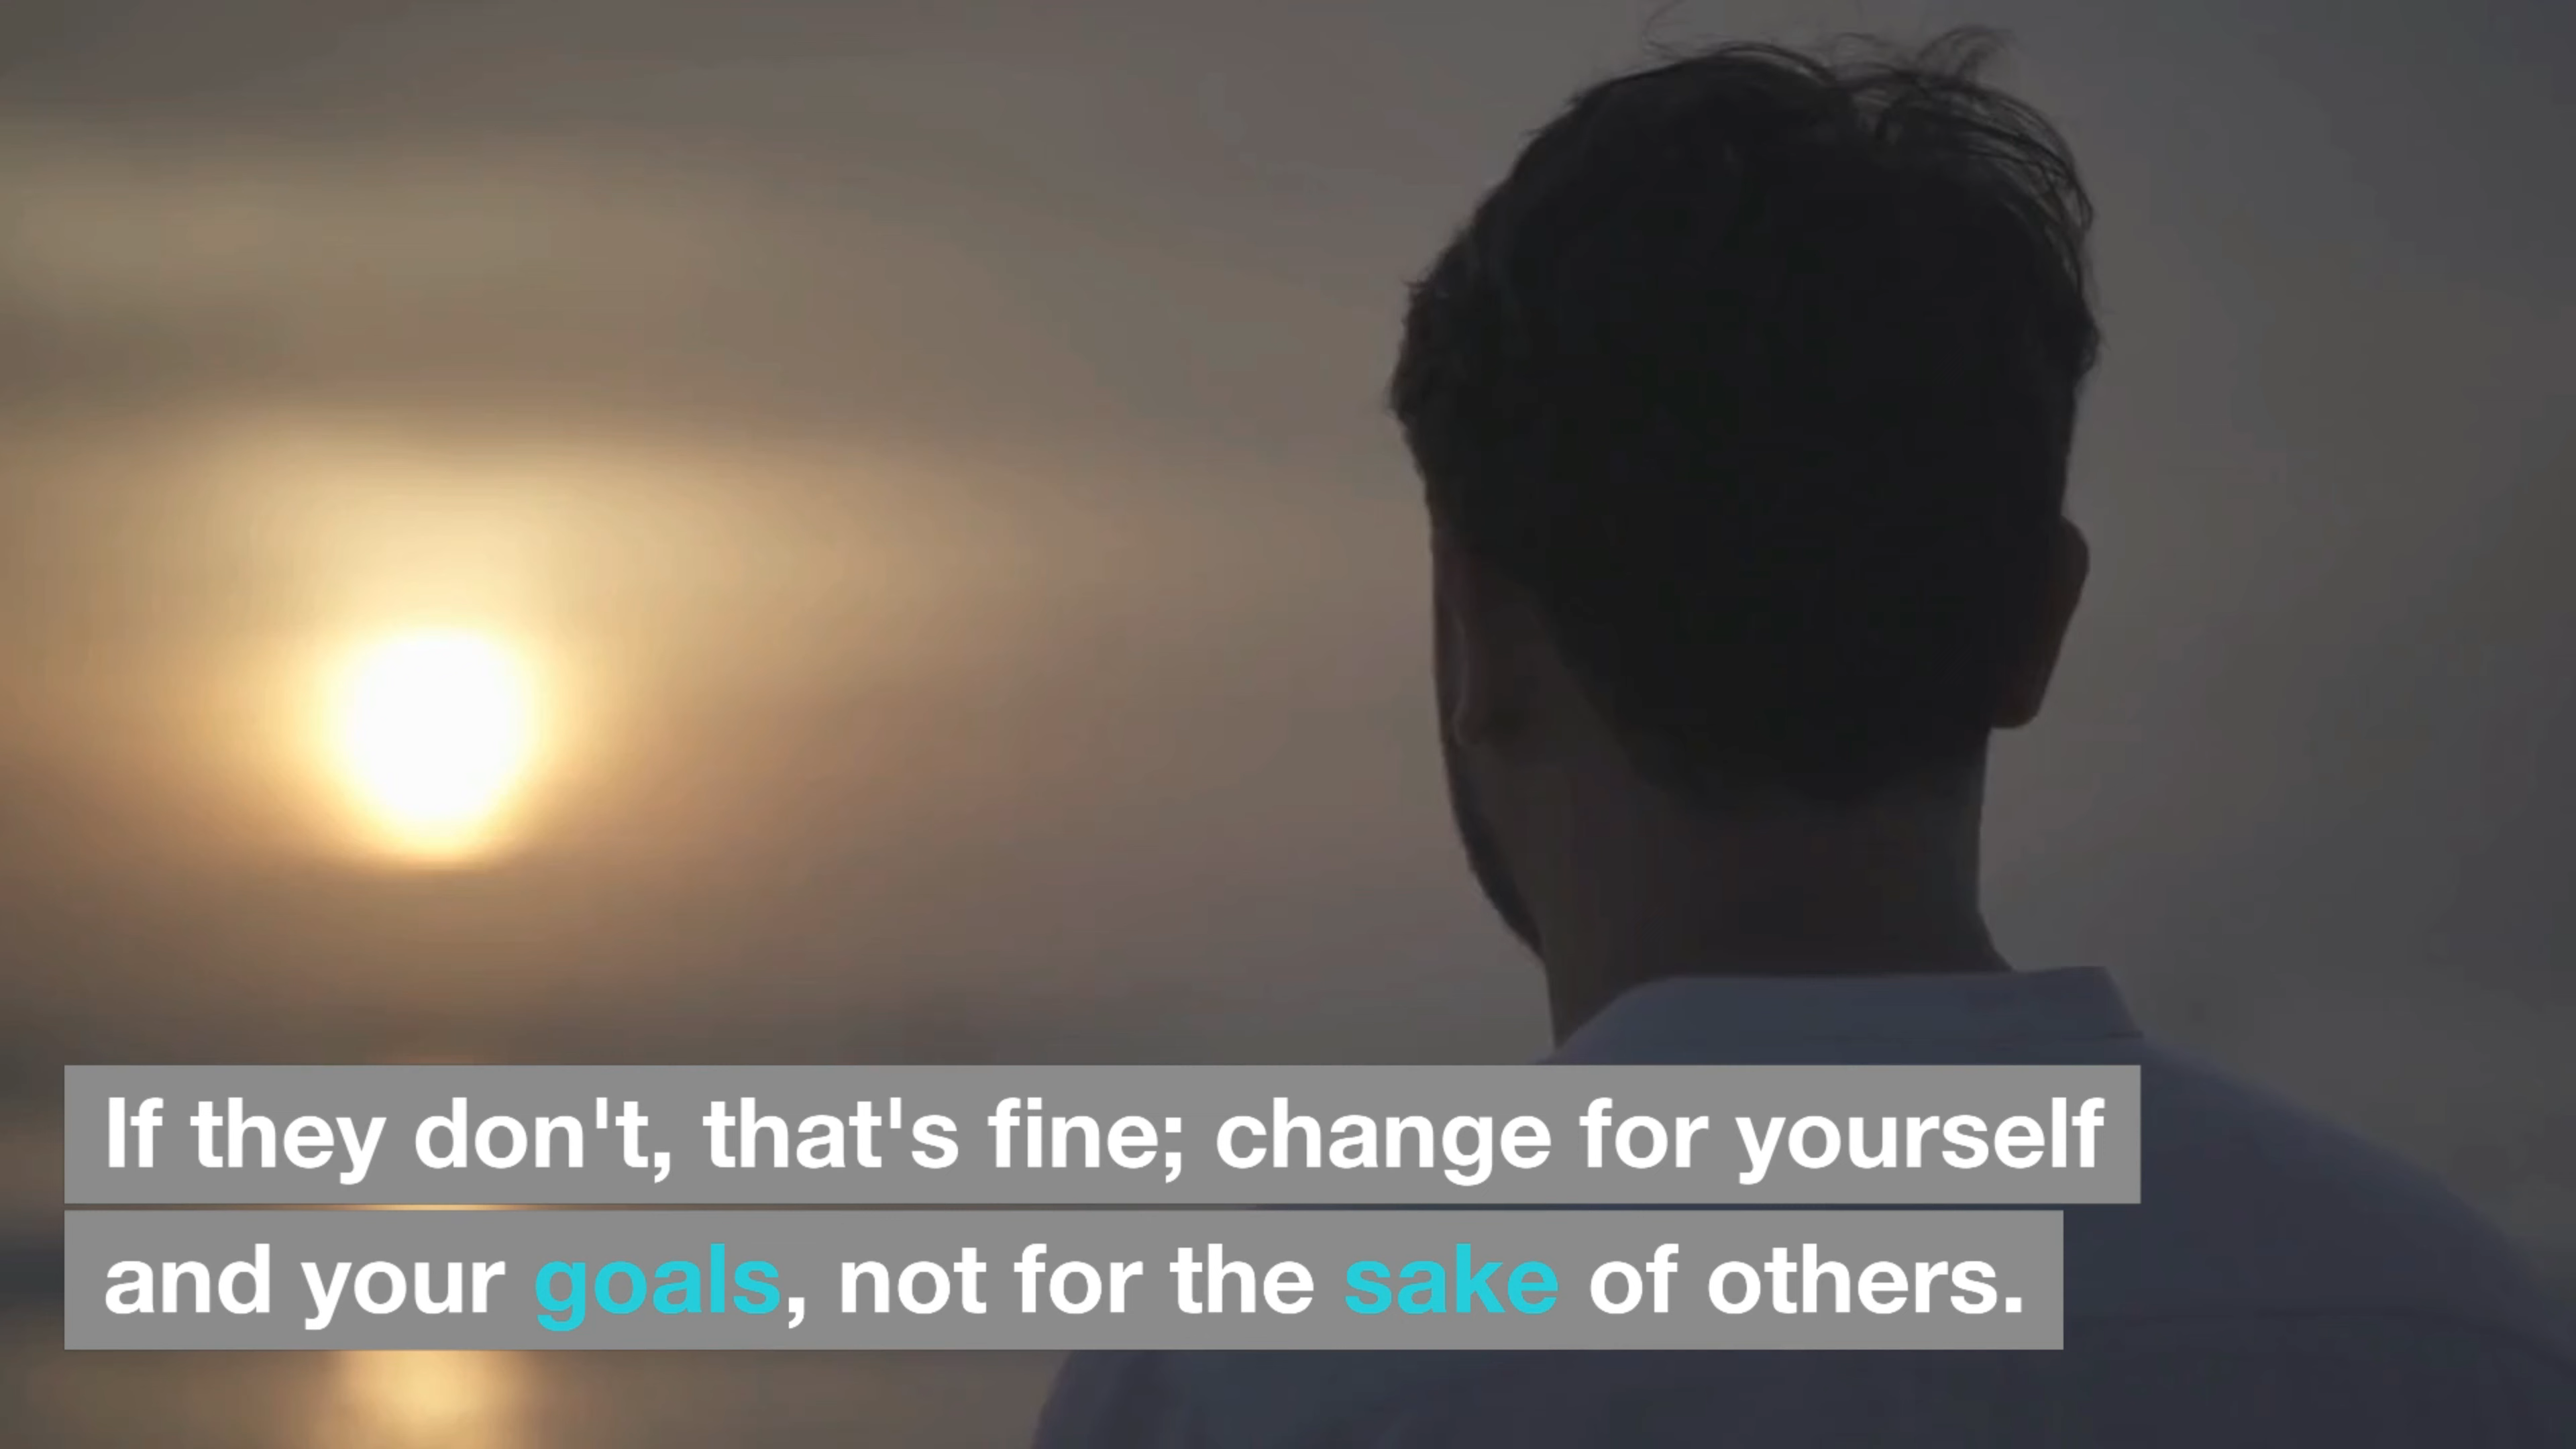 If they don't, that's fine; change for yourself
and your goals, not for the sake of others.